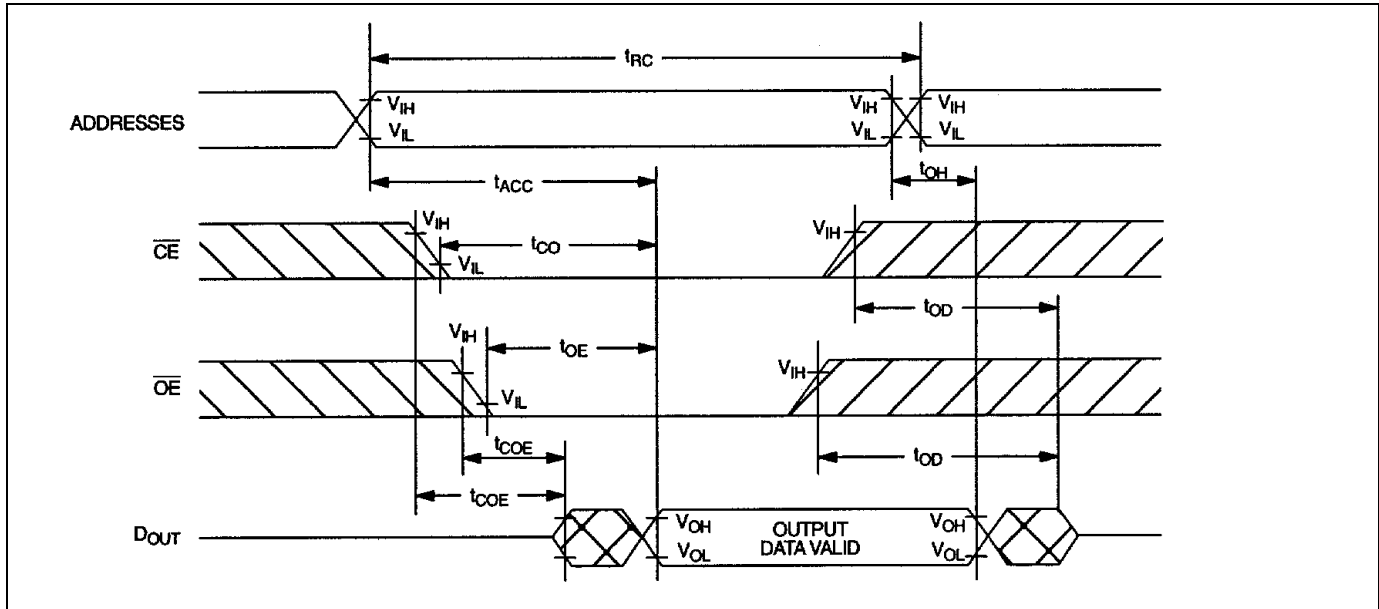 tRC
VIH
VIH
VIH
ADDRESSES
VIL
VIL
VIL
tACC
tOH
VIH
VIH
CE
tCO
VIL
tOD
VIH
tOE
VIH
OE
VIL
tCOE
tOD
tCOE
DOUT
VOH
OUTPUT
DATA VALID
VOH
VOL
VOL